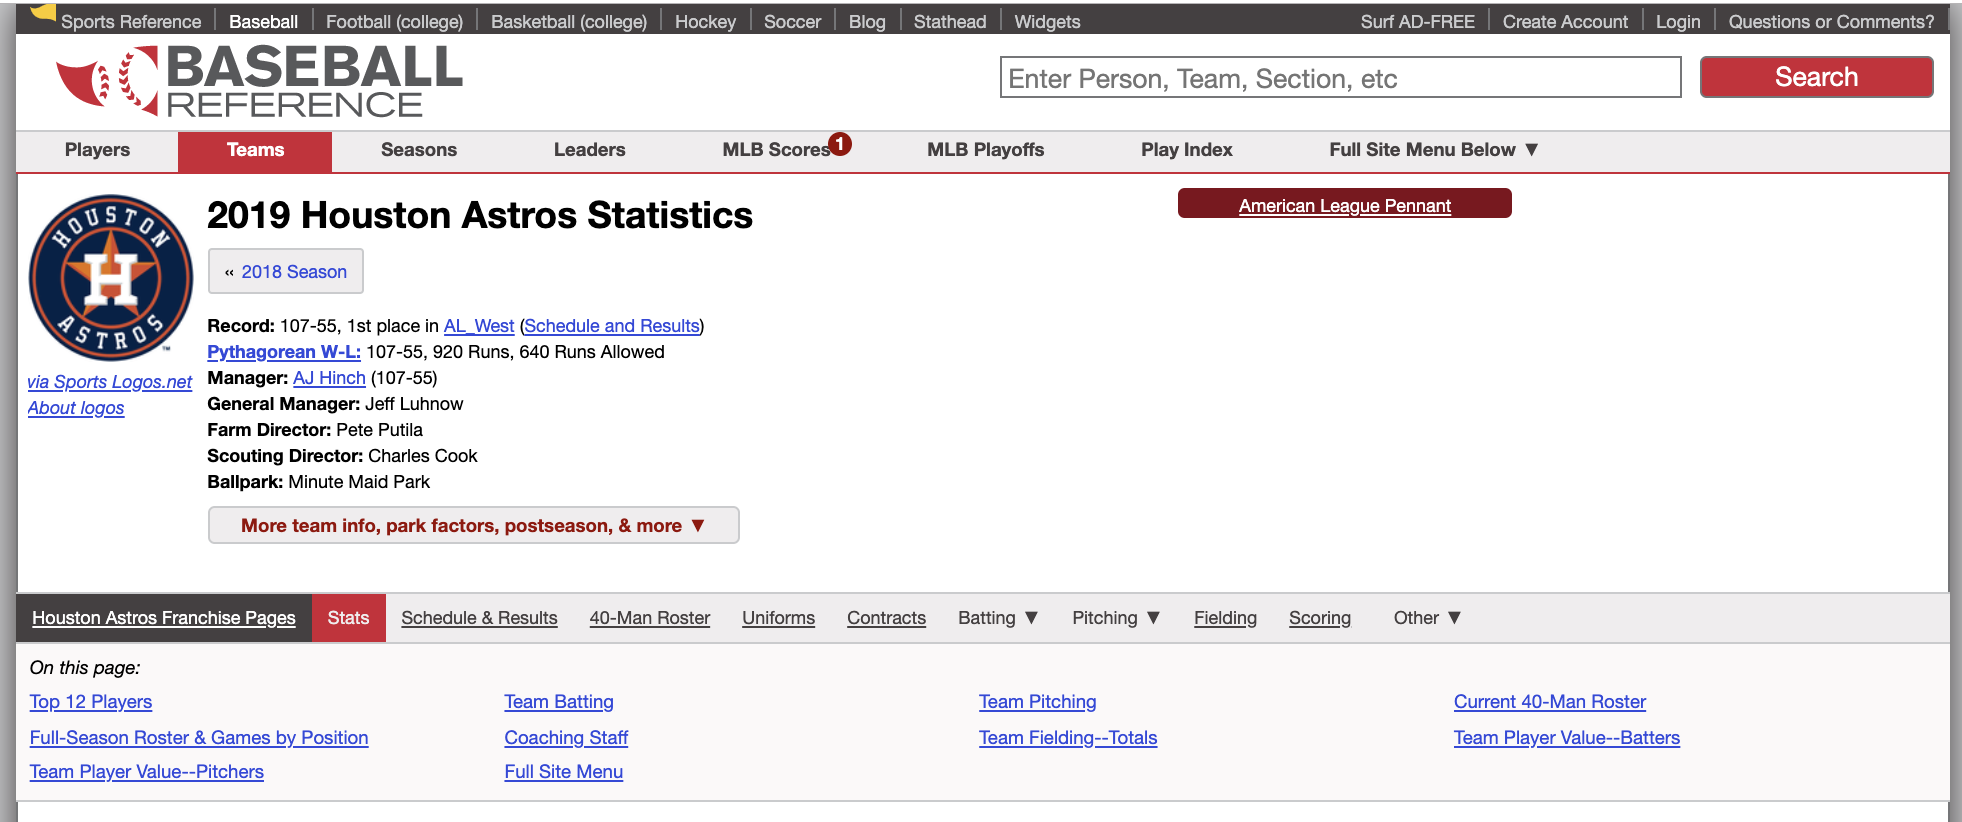 Sports Reference Baseball Football (college) Basketball (college) Hockey Soccer Blog Stathead Widgets Surf AD-FREE Create Account Login Questions or Comments?
BASEBALL
REFERENCE
Enter Person, Team, Section, etc Search
Players Teams Seasons Leaders MLB Scores 1 MLB Playoffs Play Index Full Site Menu Below ▼
HOUSTON
H
ASTROS
TM
via Sports Logos.net
About logos
2019 Houston Astros Statistics
American League Pennant
« 2018 Season
Record: 107-55, 1st place in AL_West (Schedule and Results)
Pythagorean W-L: 107-55, 920 Runs, 640 Runs Allowed
Manager: AJ Hinch (107-55)
General Manager: Jeff Luhnow
Farm Director: Pete Putila
Scouting Director: Charles Cook
Ballpark: Minute Maid Park
More team info, park factors, postseason, & more ▼
Houston Astros Franchise Pages Stats Schedule & Results 40-Man Roster Uniforms Contracts Batting ▼ Pitching ▼ Fielding Scoring Other ▼
On this page:
Top 12 Players Team Batting Team Pitching Current 40-Man Roster
Full-Season Roster & Games by Position Coaching Staff Team Fielding--Totals Team Player Value--Batters
Team Player Value--Pitchers Full Site Menu